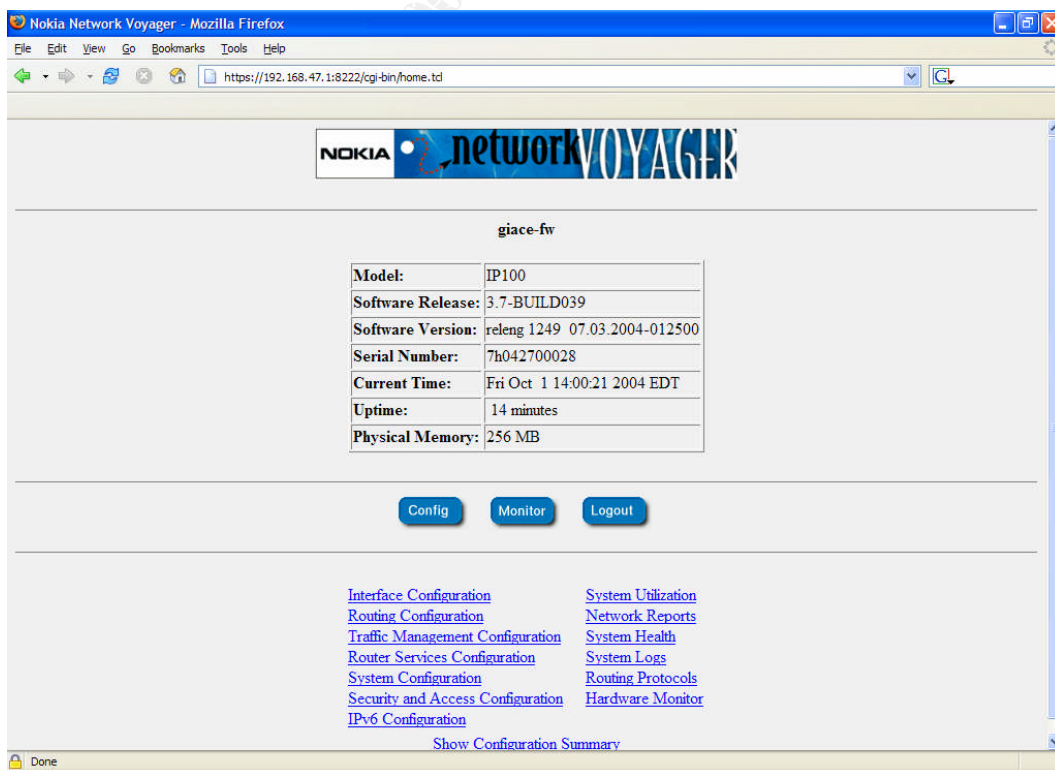 Nokia Network Voyager - Mozilla Firefox
File Edit View Go Bookmarks Tools Help
https://192.168.47.1:8222/cgi-bin/home.tcl
G
NOKIA network VOYAGER
giace-fw
Model: IP100
Software Release: 3.7-BUILD039
Software Version: releng 1249 07.03.2004-012500
Serial Number: 7h042700028
Current Time: Fri Oct 1 14:00:21 2004 EDT
Uptime: 14 minutes
Physical Memory: 256 MB
Config Monitor Logout
Interface Configuration System Utilization
Routing Configuration Network Reports
Traffic Management Configuration System Health
Router Services Configuration System Logs
System Configuration Routing Protocols
Security and Access Configuration Hardware Monitor
IPv6 Configuration
Show Configuration Summary
Done